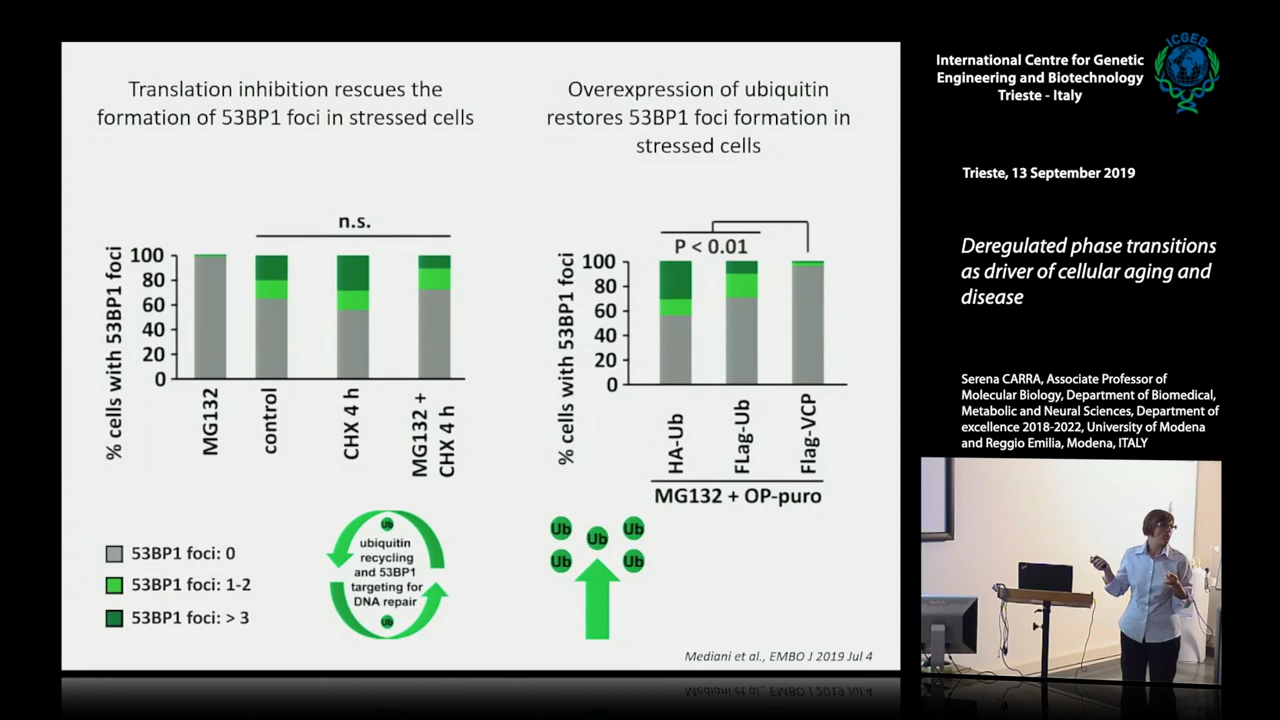 Translation inhibition rescues the
formation of 53BP1 foci in stressed cells
n.s.
% cells with 53BP1 foci
100
80
60
40
20
0
MG132
control
CHX 4 h
MG132 +
CHX 4 h
53BP1 foci: 0
53BP1 foci: 1-2
53BP1 foci: > 3
Ub
ubiquitin
recycling
and 53BP1
targeting for
DNA repair
Ub
Overexpression of ubiquitin
restores 53BP1 foci formation in
stressed cells
P < 0.01
% cells with 53BP1 foci
100
80
60
40
20
0
HA-Ub
FLag-Ub
Flag-VCP
MG132 + OP-puro
Ub
Ub
Ub
Ub
Ub
Mediani et al., EMBO J 2019 Jul 4
Mediani et al., EMBO J 2019 Jul 4
International Centre for Genetic
Engineering and Biotechnology
Trieste - Italy
ICGEB
Trieste, 13 September 2019
Deregulated phase transitions
as driver of cellular aging and
disease
Serena CARRA, Associate Professor of
Molecular Biology, Department of Biomedical,
Metabolic and Neural Sciences, Department of
excellence 2018-2022, University of Modena
and Reggio Emilia, Modena, ITALY